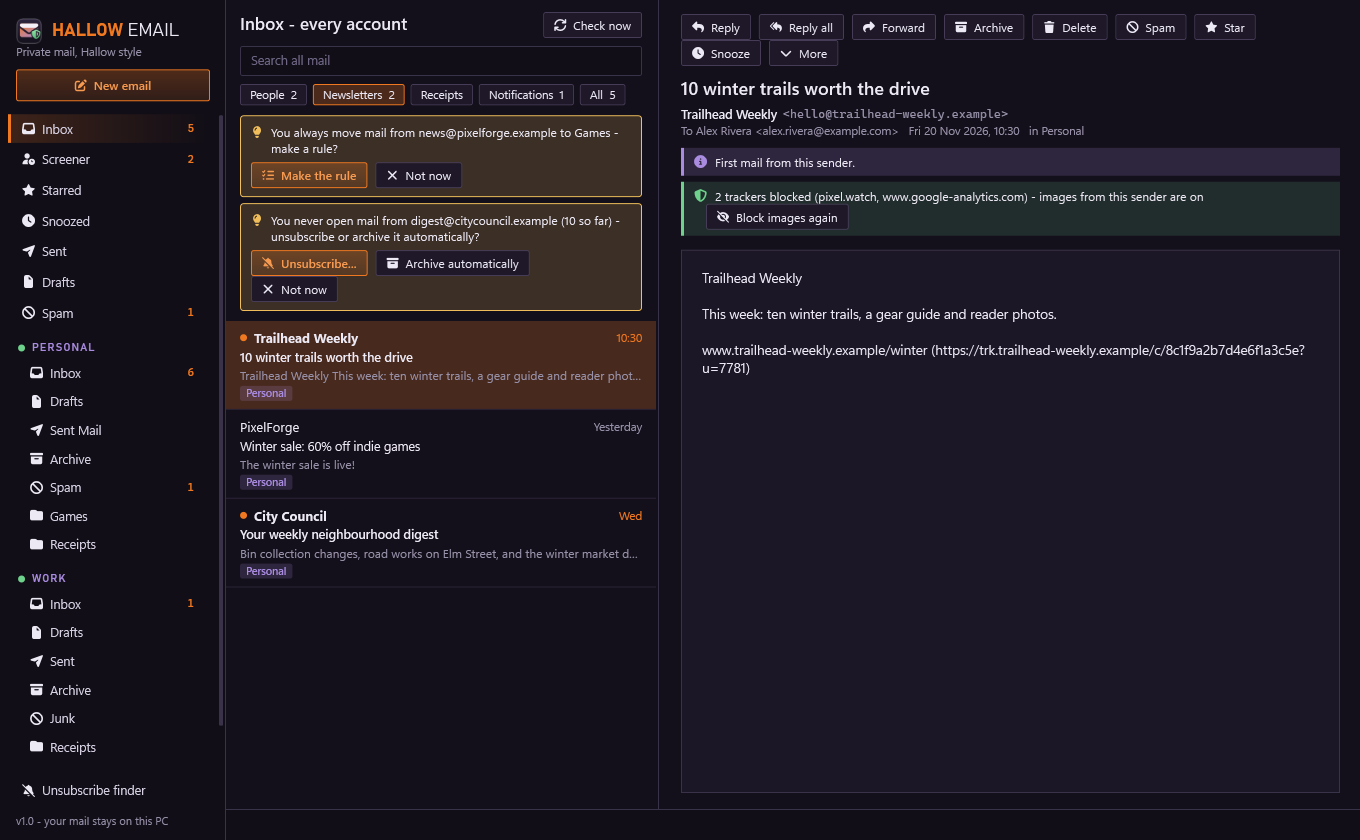 HALLOW EMAIL
Private mail, Hallow style
New email
Inbox 5
Screener 2
Starred
Snoozed
Sent
Drafts
Spam 1
PERSONAL
Inbox 6
Drafts
Sent Mail
Archive
Spam 1
Games
Receipts
WORK
Inbox 1
Drafts
Sent
Archive
Junk
Receipts
Unsubscribe finder
v1.0 - your mail stays on this PC
Inbox - every account
Check now
Search all mail
People 2 Newsletters 2 Receipts Notifications 1 All 5
You always move mail from news@pixelforge.example to Games -
make a rule?
Make the rule Not now
You never open mail from digest@citycouncil.example (10 so far) -
unsubscribe or archive it automatically?
Unsubscribe... Archive automatically
Not now
Trailhead Weekly 10:30
10 winter trails worth the drive
Trailhead Weekly This week: ten winter trails, a gear guide and reader phot...
Personal
PixelForge Yesterday
Winter sale: 60% off indie games
The winter sale is live!
Personal
City Council Wed
Your weekly neighbourhood digest
Bin collection changes, road works on Elm Street, and the winter market d...
Personal
Reply Reply all Forward Archive Delete Spam Star
Snooze More
10 winter trails worth the drive
Trailhead Weekly <hello@trailhead-weekly.example>
To Alex Rivera <alex.rivera@example.com> Fri 20 Nov 2026, 10:30 in Personal
First mail from this sender.
2 trackers blocked (pixel.watch, www.google-analytics.com) - images from this sender are on
Block images again
Trailhead Weekly
This week: ten winter trails, a gear guide and reader photos.
www.trailhead-weekly.example/winter (https://trk.trailhead-weekly.example/c/8c1f9a2b7d4e6f1a3c5e?
u=7781)